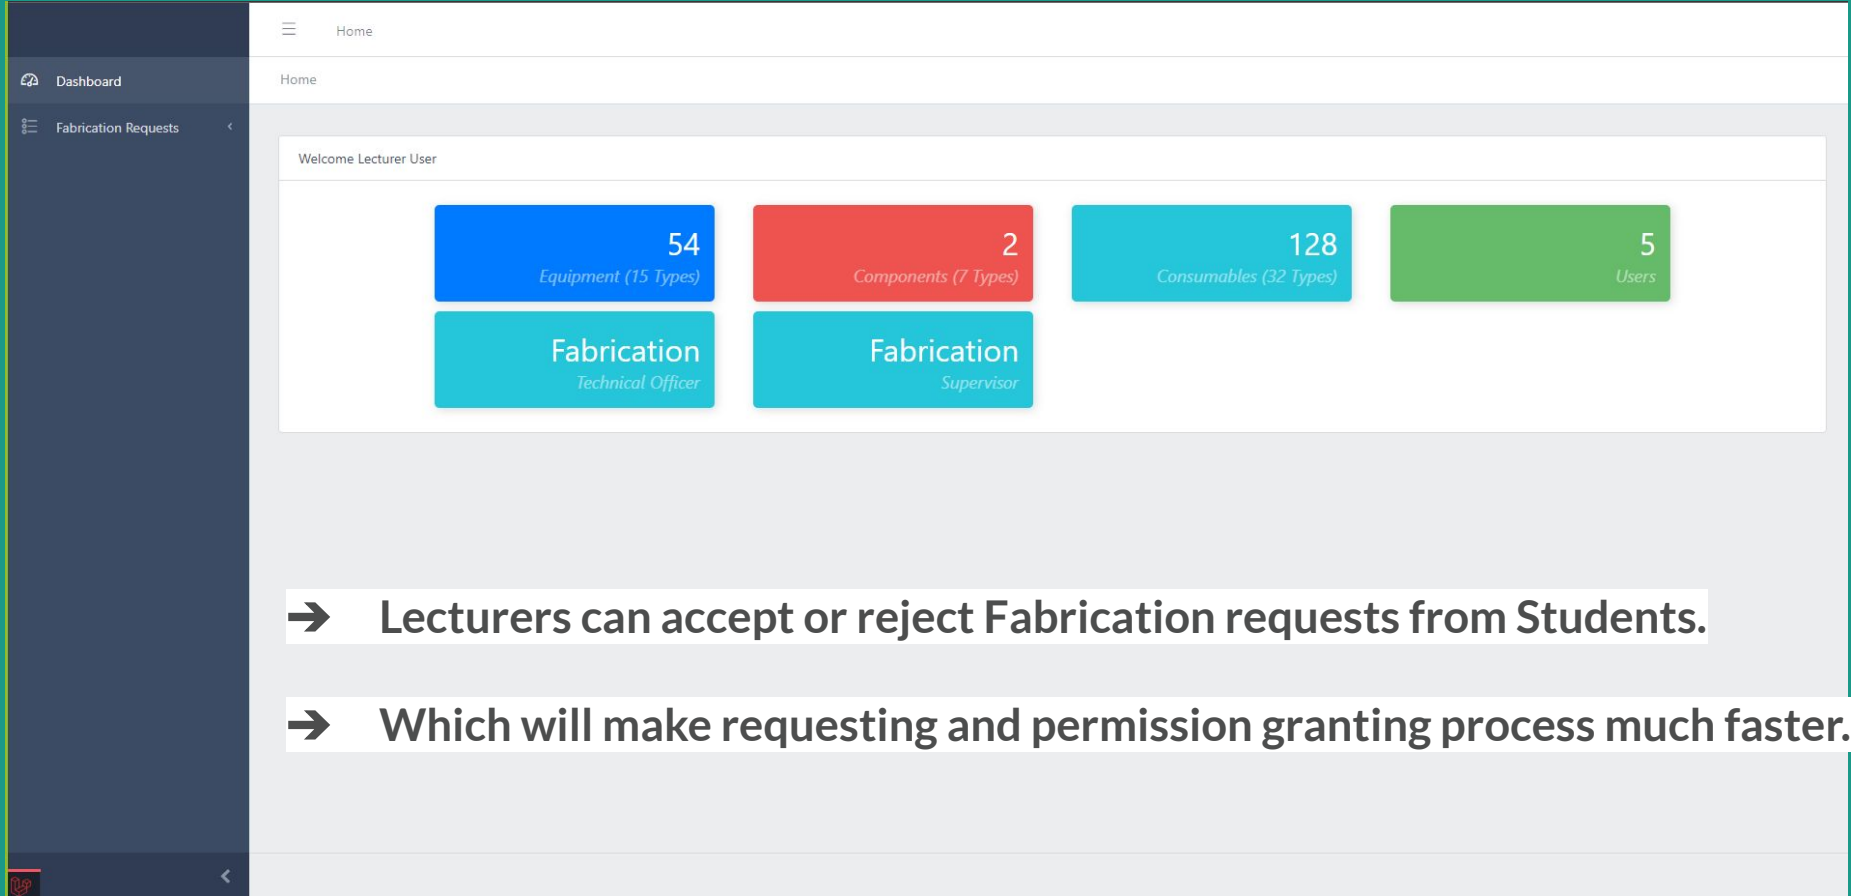 Home
Home
Dashboard
Fabrication Requests
Welcome Lecturer User
54
Equipment (15 Types)
2
Components (7 Types)
128
Consumables (32 Types)
5
Users
Fabrication
Technical Officer
Fabrication
Supervisor
➔ Lecturers can accept or reject Fabrication requests from Students.
➔ Which will make requesting and permission granting process much faster.